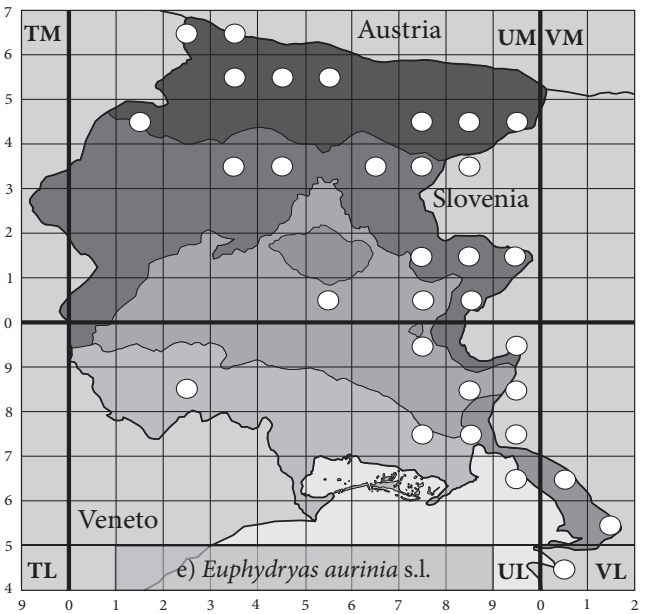 7
TM
Austria
UM
VM
6
5
4
3
Slovenia
2
1
0
9
8
7
6
Veneto
5
TL
e) Euphydryas aurinia s.l.
UL
VL
4
9 0 1 2 3 4 5 6 7 8 9 0 1 2